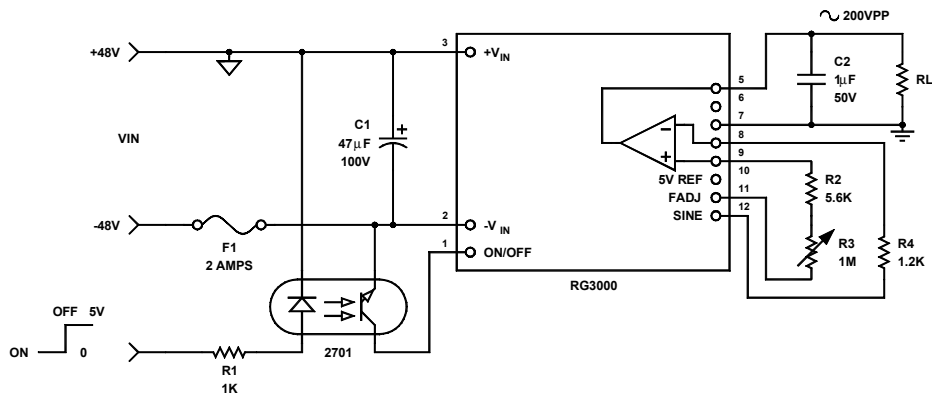 200VPP
+48V
3
+VIN
5
6
7
8
9
10
11
12
C2
1μF
50V
RL
VIN
C1
+
47μF
100V
−
+
5V REF
FADJ
SINE
R2
5.6K
R3
1M
R4
1.2K
-48V
F1
2 AMPS
2
-VIN
1
ON/OFF
RG3000
OFF 5V
ON 0
2701
R1
1K